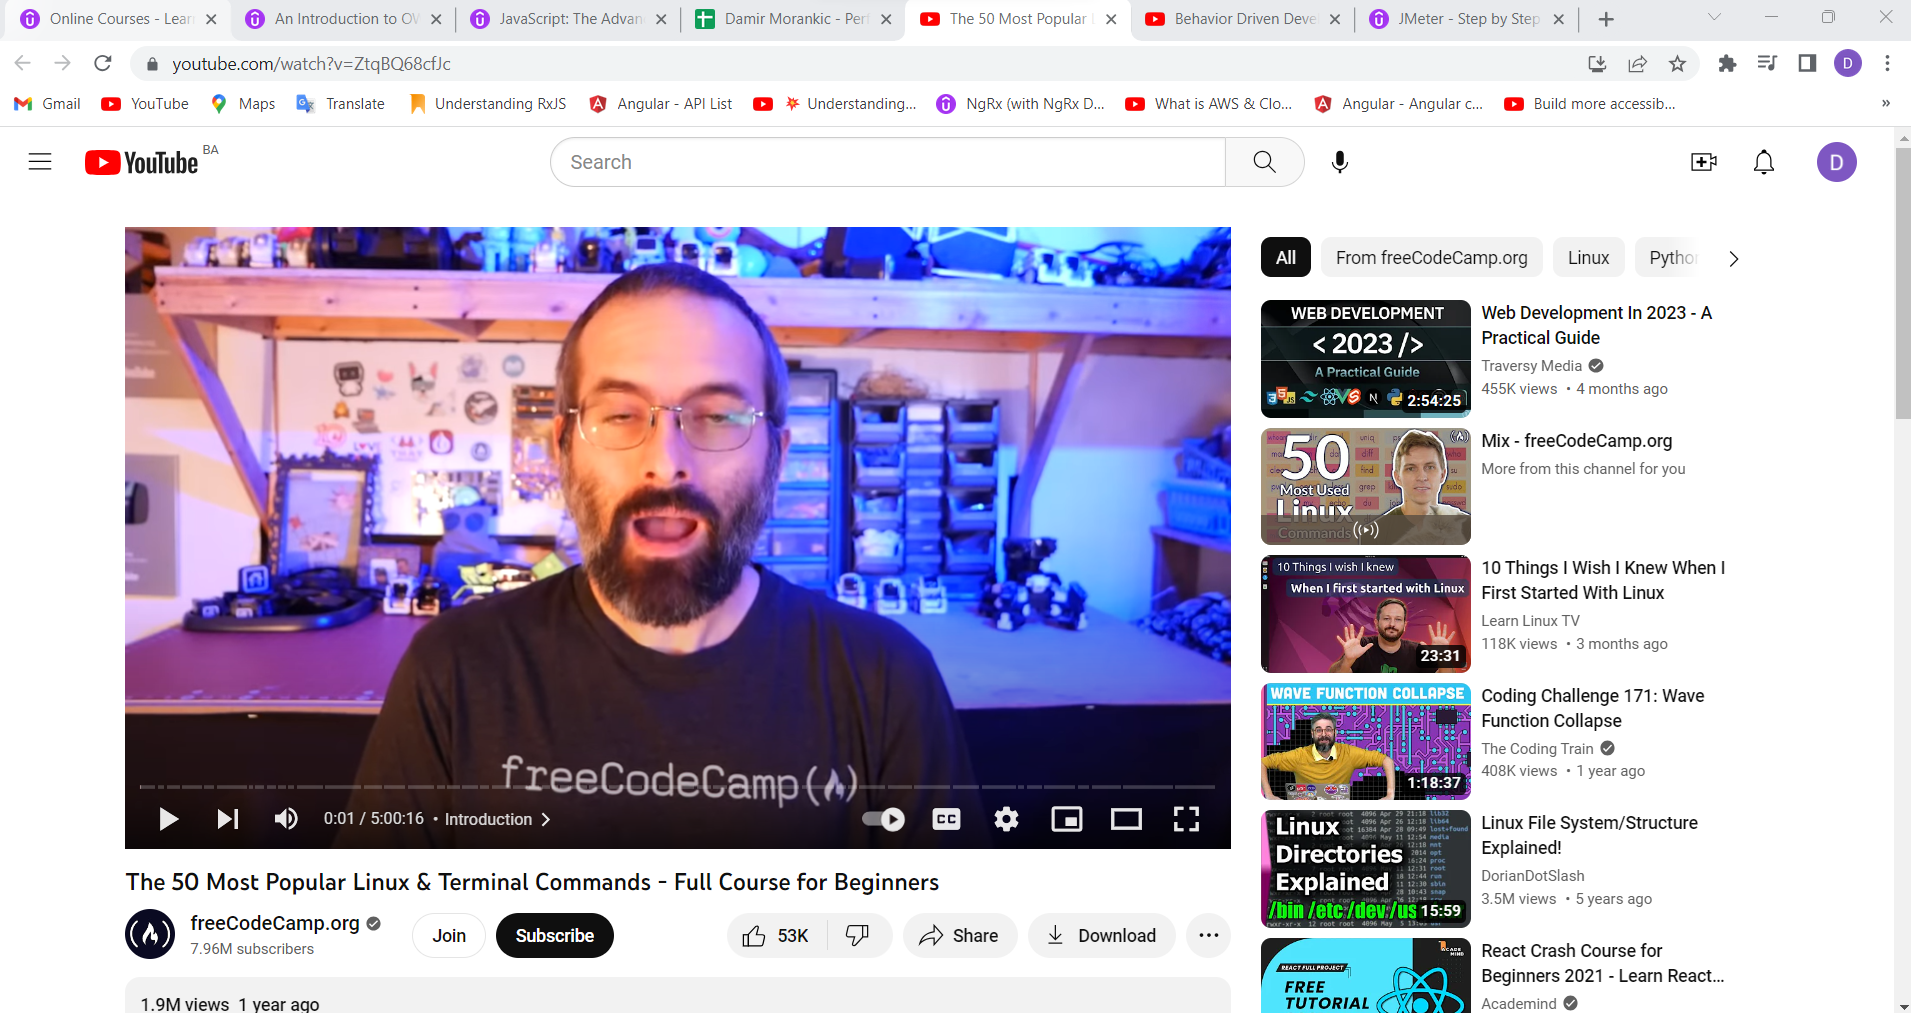 Online Courses - Lear
An Introduction to OW
JavaScript: The Advan
Damir Morankic - Perf
The 50 Most Popular L
Behavior Driven Deve
JMeter - Step by Step
youtube.com/watch?v=ZtqBQ68cfJc
D
Gmail
YouTube
Maps
Translate
Understanding RxJS
Angular - API List
Understanding...
NgRx (with NgRx D...
What is AWS & Clo...
Angular - Angular c...
Build more accessib...
»
YouTube BA
Search
D
freeCodeCamp(
0:01 / 5:00:16 • Introduction
CC
The 50 Most Popular Linux & Terminal Commands - Full Course for Beginners
freeCodeCamp.org
7.96M subscribers
Join
Subscribe
53K
Share
Download
1.9M views 1 year ago
All
From freeCodeCamp.org
Linux
Python
WEB DEVELOPMENT
< 2023 />
A Practical Guide
2:54:25
Web Development In 2023 - A
Practical Guide
Traversy Media
455K views • 4 months ago
50
Most Used
Linux
Commands
Mix - freeCodeCamp.org
More from this channel for you
10 Things I wish I knew
When I first started with Linux
23:31
10 Things I Wish I Knew When I
First Started With Linux
Learn Linux TV
118K views • 3 months ago
WAVE FUNCTION COLLAPSE
1:18:37
Coding Challenge 171: Wave
Function Collapse
The Coding Train
408K views • 1 year ago
Linux
Directories
Explained
/bin /etc /dev /us
15:59
Linux File System/Structure
Explained!
DorianDotSlash
3.5M views • 5 years ago
REACT FULL PROJECT
FREE
TUTORIAL
React Crash Course for
Beginners 2021 - Learn React...
Academind